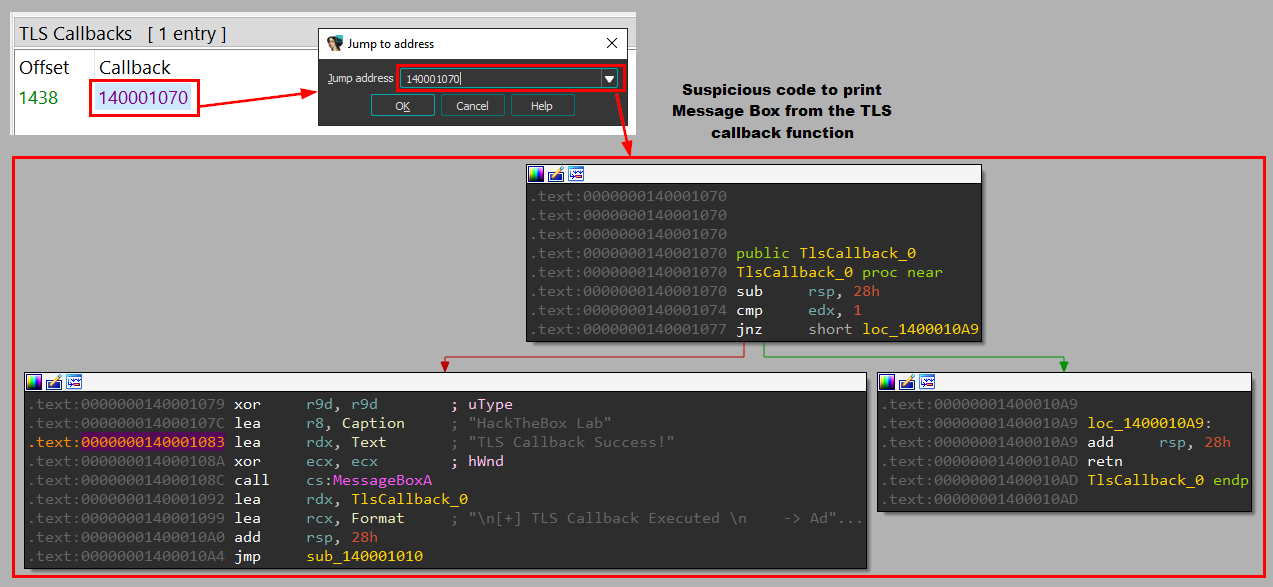 TLS Callbacks [ 1 entry ]
Offset Callback
1438 140001070
Jump to address
Jump address 140001070
OK Cancel Help
Suspicious code to print
Message Box from the TLS
callback function
.text:0000000140001070
.text:0000000140001070
.text:0000000140001070
.text:0000000140001070 public TlsCallback_0
.text:0000000140001070 TlsCallback_0 proc near
.text:0000000140001070 sub rsp, 28h
.text:0000000140001074 cmp edx, 1
.text:0000000140001077 jnz short loc_1400010A9
.text:0000000140001079 xor r9d, r9d ; uType
.text:000000014000107C lea r8, Caption ; "HackTheBox Lab"
.text:0000000140001083 lea rdx, Text ; "TLS Callback Success!"
.text:000000014000108A xor ecx, ecx ; hWnd
.text:000000014000108C call cs:MessageBoxA
.text:0000000140001092 lea rdx, TlsCallback_0
.text:0000000140001099 lea rcx, Format ; "\n[+] TLS Callback Executed \n -> Ad"...
.text:00000001400010A0 add rsp, 28h
.text:00000001400010A4 jmp sub_140001010
.text:00000001400010A9
.text:00000001400010A9 loc_1400010A9:
.text:00000001400010A9 add rsp, 28h
.text:00000001400010AD retn
.text:00000001400010AD TlsCallback_0 endp
.text:00000001400010AD